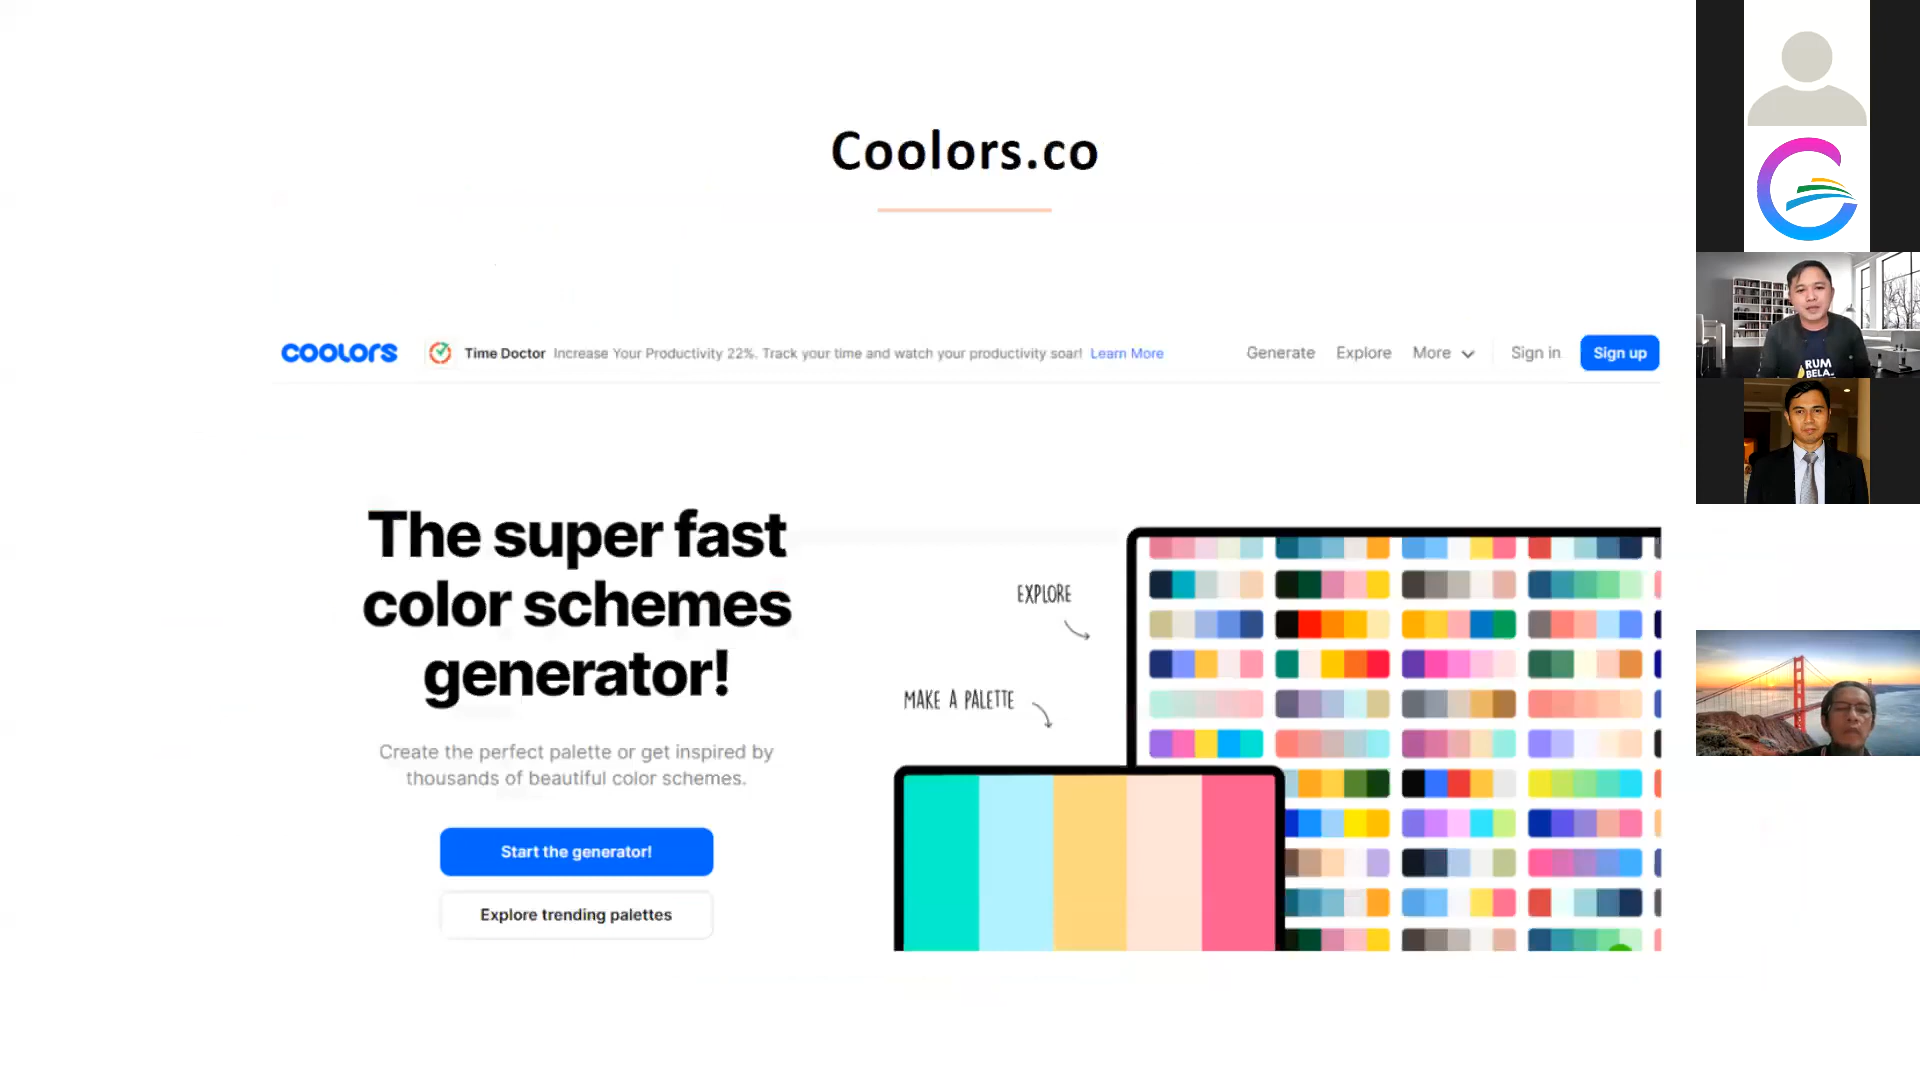 Coolors.co
coolors
Time Doctor Increase Your Productivity 22%. Track your time and watch your productivity soar! Learn More
Generate Explore More Sign in Sign up
The super fast
color schemes
generator!
Create the perfect palette or get inspired by
thousands of beautiful color schemes.
Start the generator!
Explore trending palettes
EXPLORE
MAKE A PALETTE
RUM
BELA